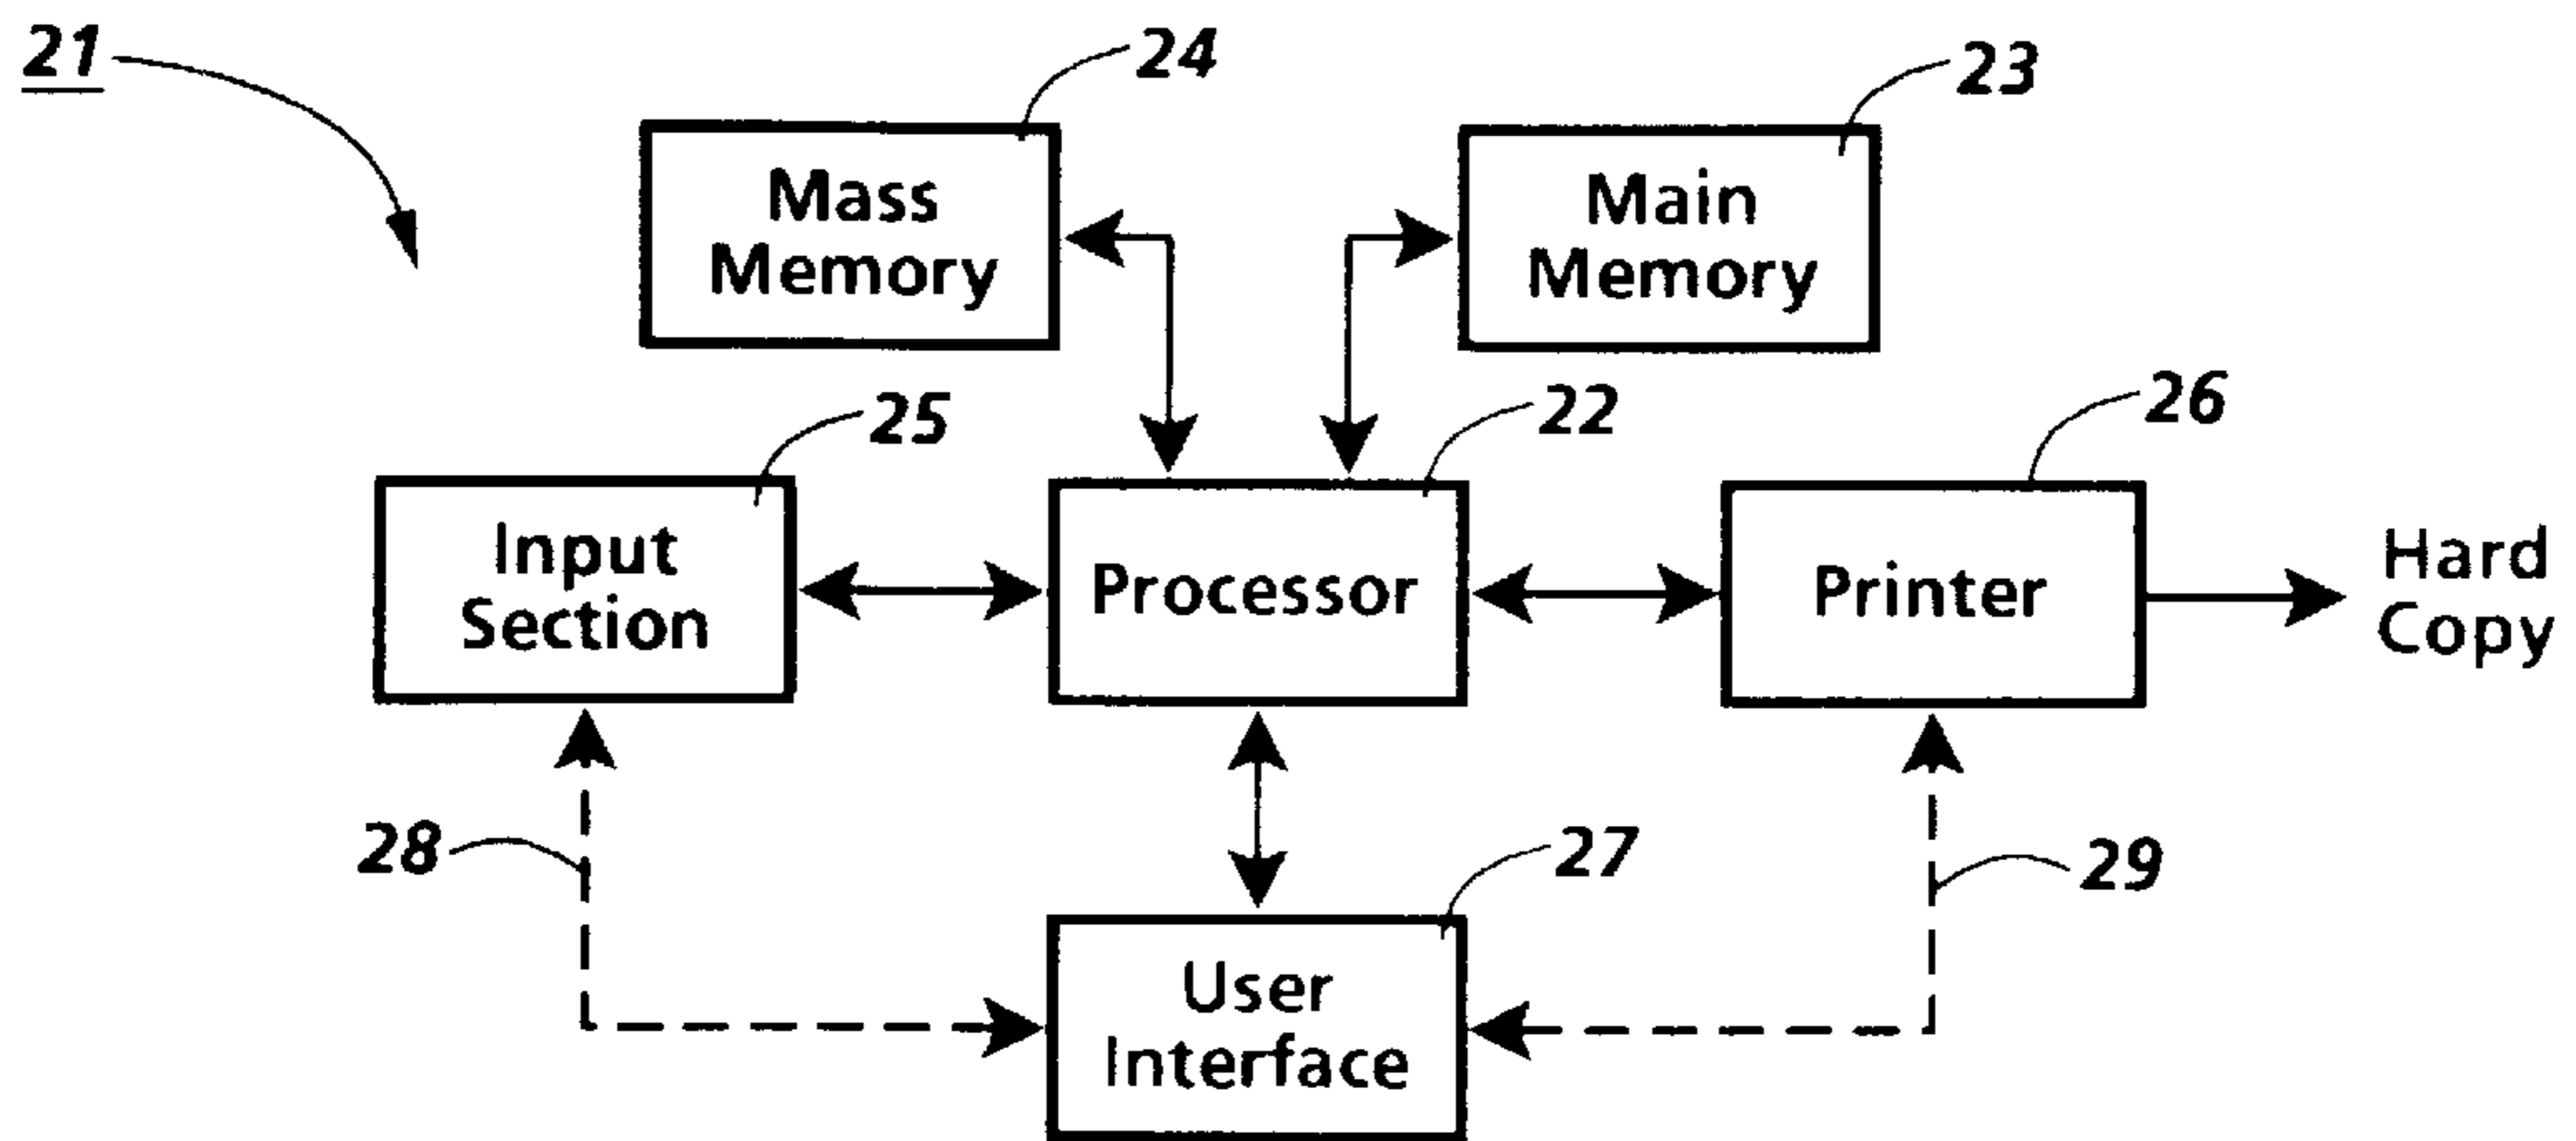 21
24
23
Mass
Memory
Main
Memory
25
22
26
Input
Section
Processor
Printer
Hard
Copy
28
27
29
User
Interface